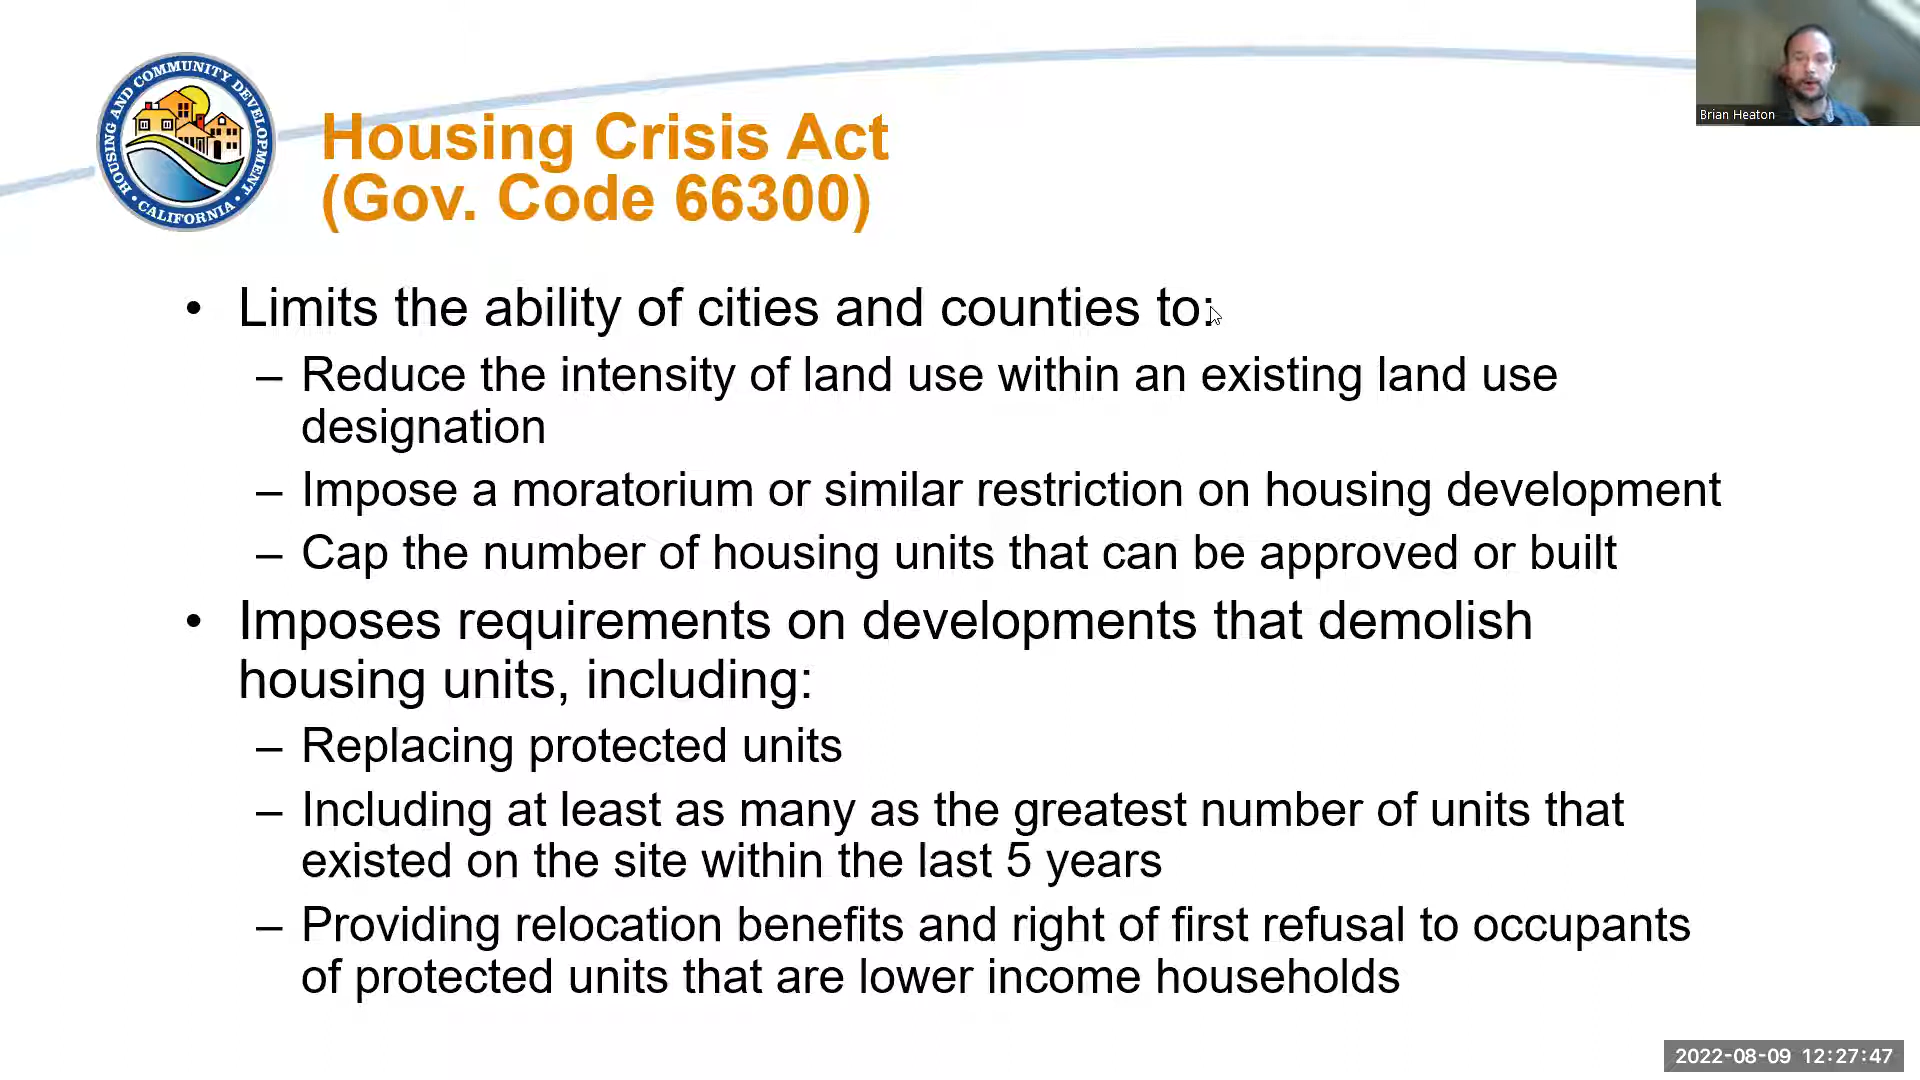 HOUSING AND COMMUNITY DEVELOPMENT
• CALIFORNIA •
Brian Heaton
Housing Crisis Act
(Gov. Code 66300)
• Limits the ability of cities and counties to:
– Reduce the intensity of land use within an existing land use
designation
– Impose a moratorium or similar restriction on housing development
– Cap the number of housing units that can be approved or built
• Imposes requirements on developments that demolish
housing units, including:
– Replacing protected units
– Including at least as many as the greatest number of units that
existed on the site within the last 5 years
– Providing relocation benefits and right of first refusal to occupants
of protected units that are lower income households
2022-08-09 12:27:47